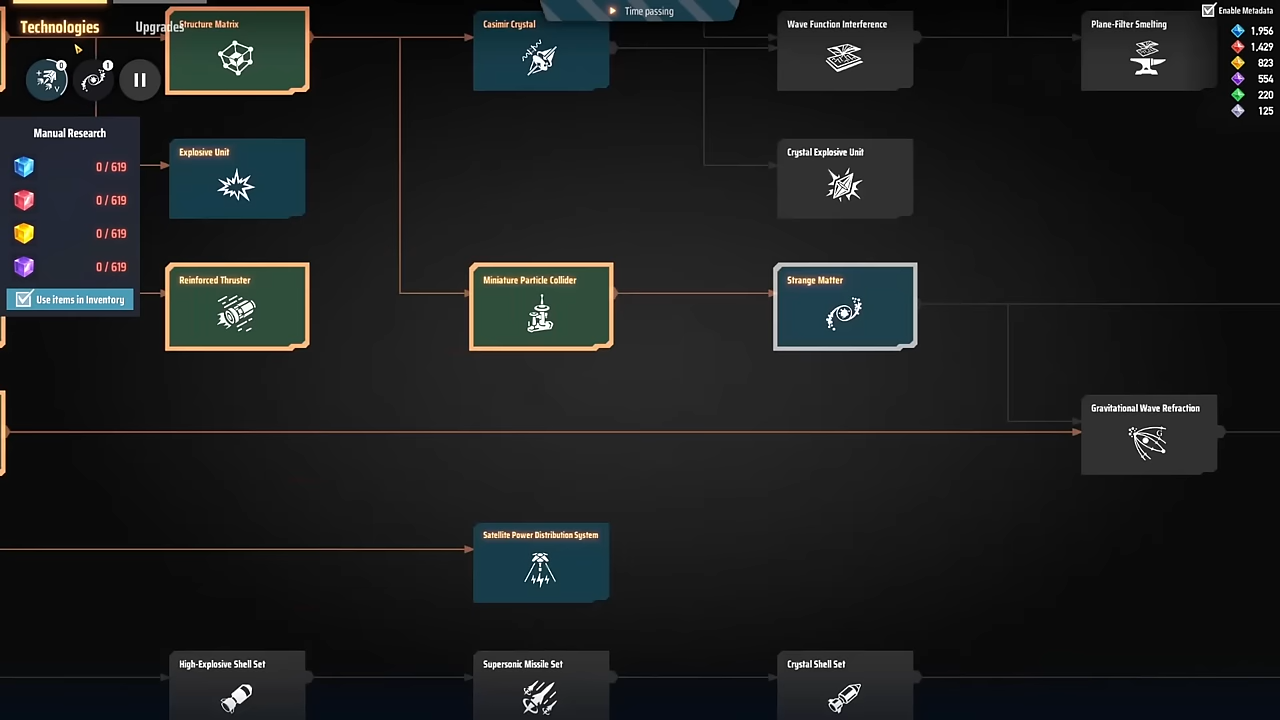 Time passing
Enable Metadata
Technologies
Upgrades
Structure Matrix
Casimir Crystal
Wave Function Interference
Plane-Filter Smelting
1,956
1,429
823
554
220
125
0
1
Manual Research
0 / 619
0 / 619
0 / 619
0 / 619
Use items in Inventory
Explosive Unit
Crystal Explosive Unit
Reinforced Thruster
Miniature Particle Collider
Strange Matter
Gravitational Wave Refraction
Satellite Power Distribution System
High-Explosive Shell Set
Supersonic Missile Set
Crystal Shell Set